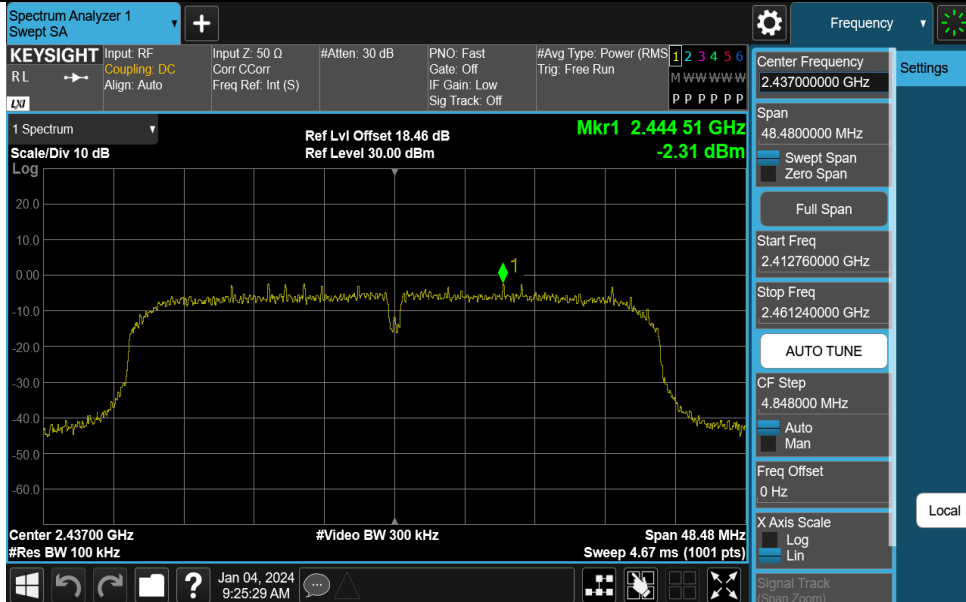 Spectrum Analyzer 1
Swept SA
+
Frequency
KEYSIGHT
RL
LXI
Input: RF
Coupling: DC
Align: Auto
Input Z: 50 Ω
Corr CCorr
Freq Ref: Int (S)
#Atten: 30 dB
PNO: Fast
Gate: Off
IF Gain: Low
Sig Track: Off
#Avg Type: Power (RMS
Trig: Free Run
1 2 3 4 5 6
M W W W W W
P P P P P P
1 Spectrum
Scale/Div 10 dB
Log
Ref Lvl Offset 18.46 dB
Ref Level 30.00 dBm
Mkr1 2.444 51 GHz
-2.31 dBm
20.0
10.0
0.00
-10.0
-20.0
-30.0
-40.0
-50.0
-60.0
1
Center 2.43700 GHz
#Res BW 100 kHz
#Video BW 300 kHz
Span 48.48 MHz
Sweep 4.67 ms (1001 pts)
Center Frequency
2.437000000 GHz
Span
48.4800000 MHz
Swept Span
Zero Span
Full Span
Start Freq
2.412760000 GHz
Stop Freq
2.461240000 GHz
AUTO TUNE
CF Step
4.848000 MHz
Auto
Man
Freq Offset
0 Hz
X Axis Scale
Log
Lin
Signal Track
(Span Zoom)
Settings
Local
?
Jan 04, 2024
9:25:29 AM